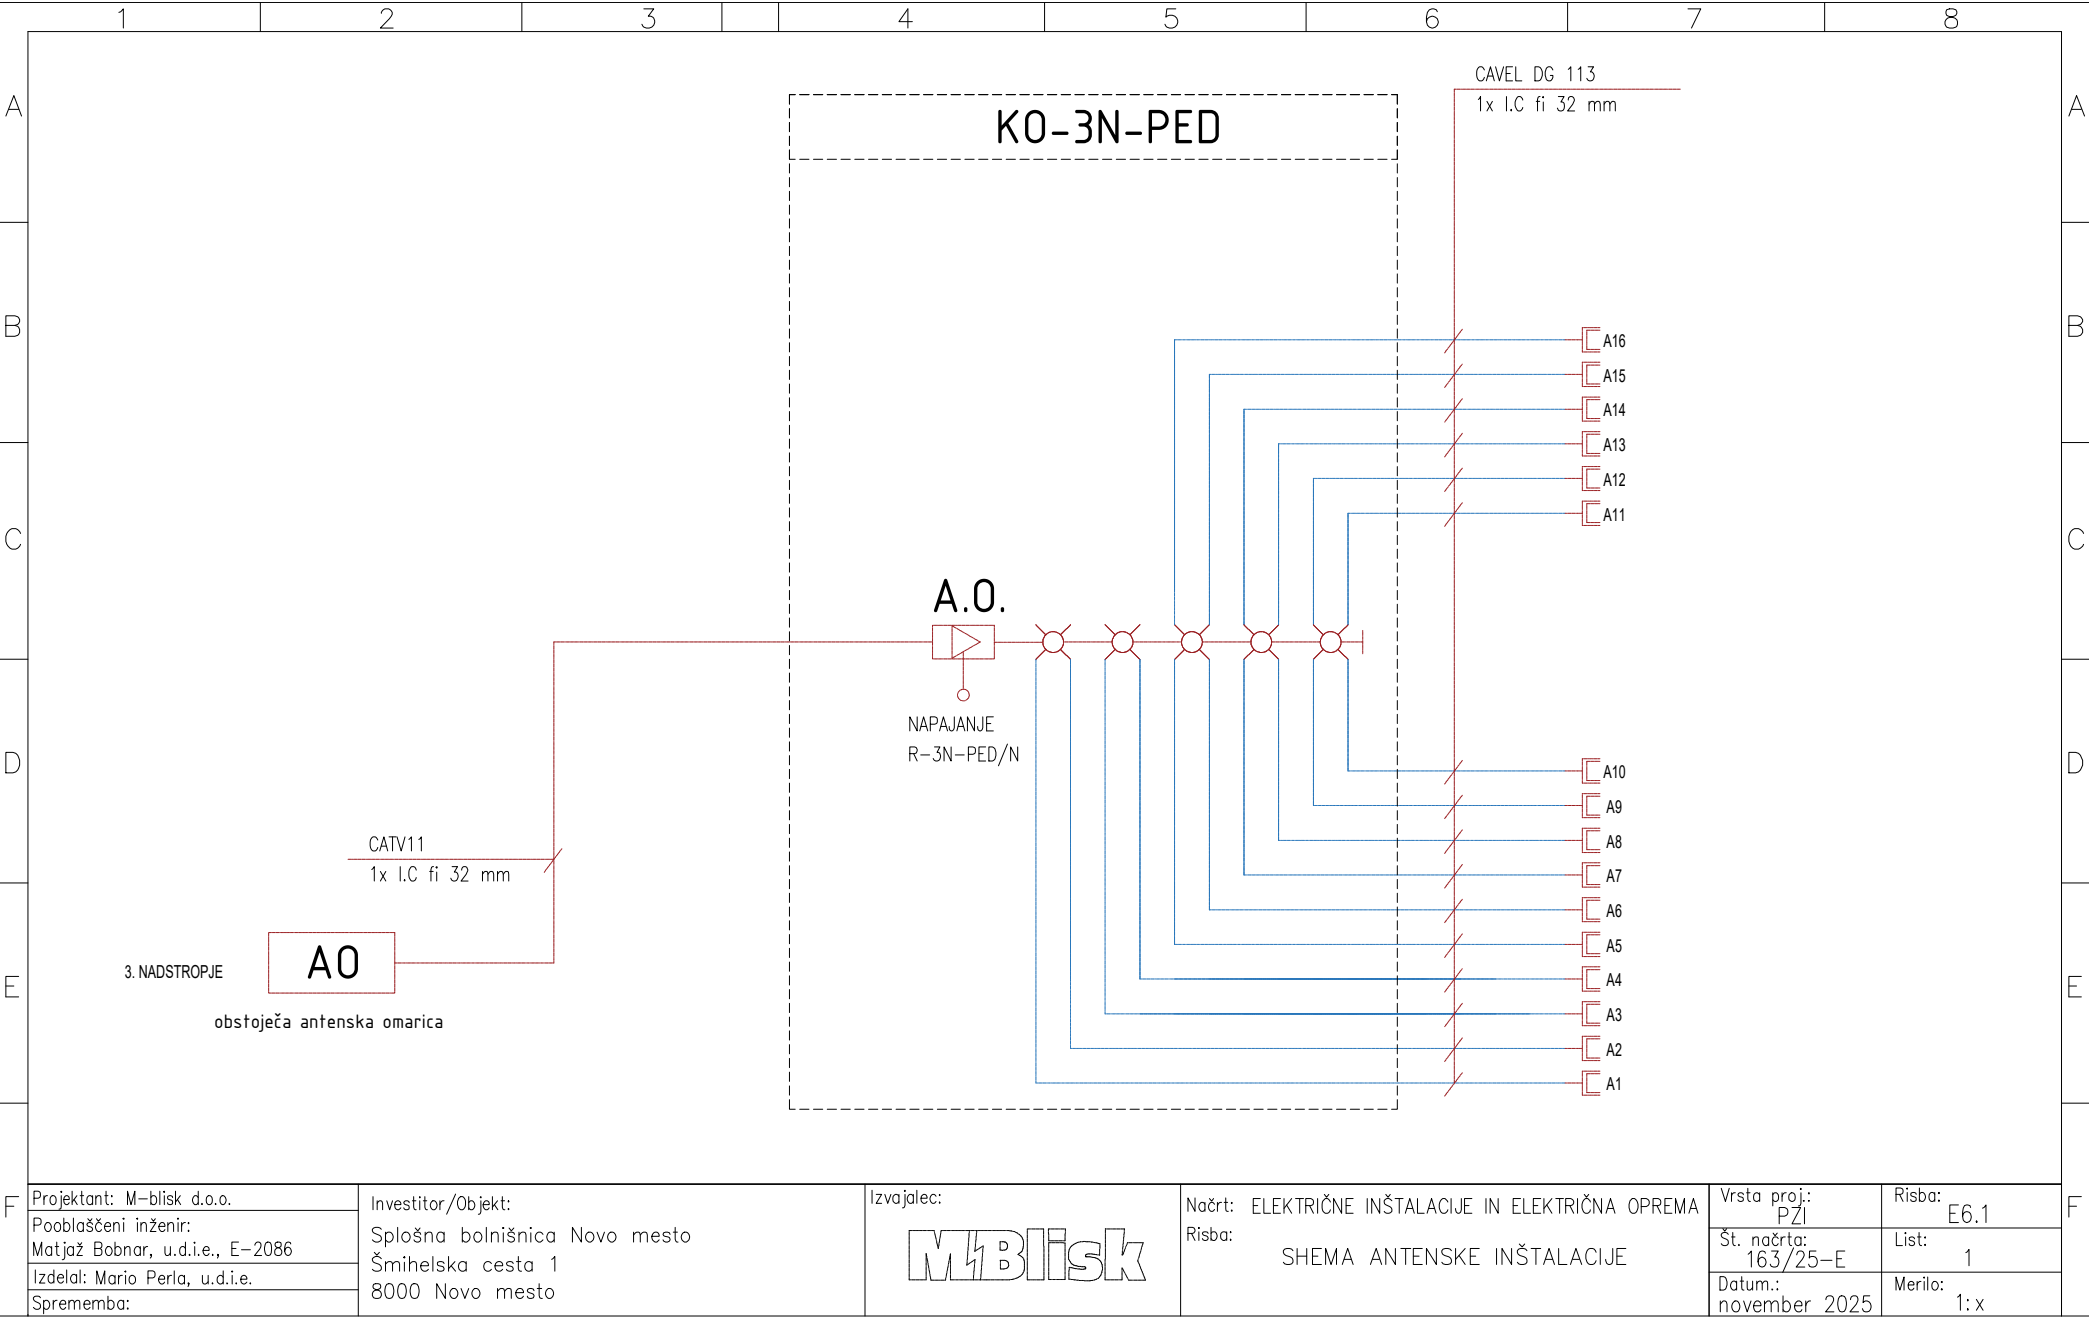 1 2 3 4 5 6 7 8
A A
B B
C C
D D
E E
F F
CAVEL DG 113
1x I.C fi 32 mm
KO-3N-PED
A16
A15
A14
A13
A12
A11
A.O.
NAPAJANJE
R-3N-PED/N
A10
A9
A8
A7
A6
A5
A4
A3
A2
A1
CATV11
1x I.C fi 32 mm
3. NADSTROPJE
AO
obstoječa antenska omarica
Projektant: M-blisk d.o.o.
Pooblaščeni inženir:
Matjaž Bobnar, u.d.i.e., E-2086
Izdelal: Mario Perla, u.d.i.e.
Sprememba:
Investitor/Objekt:
Splošna bolnišnica Novo mesto
Šmihelska cesta 1
8000 Novo mesto
Izvajalec:
M Blisk
Načrt: ELEKTRIČNE INŠTALACIJE IN ELEKTRIČNA OPREMA
Risba:
SHEMA ANTENSKE INŠTALACIJE
Vrsta proj.:
PZI
Št. načrta:
163/25-E
Datum.:
november 2025
Risba:
E6.1
List:
1
Merilo:
1:x